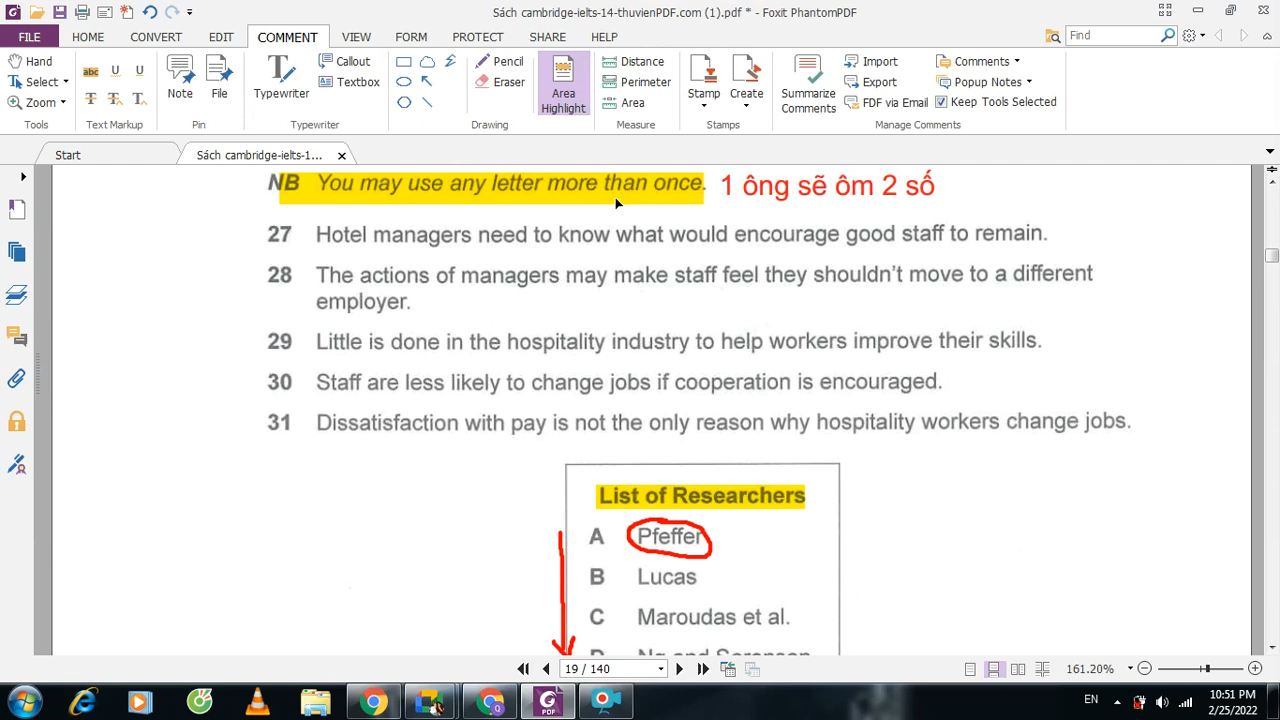 Sách cambridge-ielts-14-thuvienPDF.com (1).pdf * - Foxit PhantomPDF
FILE HOME CONVERT EDIT COMMENT VIEW FORM PROTECT SHARE HELP Find
Hand Select Zoom
Tools
abc U U T T T
Text Markup
Note File
Pin
Typewriter Callout Textbox
Typewriter
Pencil Eraser
Drawing
Area Highlight
Distance Perimeter Area
Measure
Stamp Create
Stamps
Summarize Comments Import Export FDF via Email Comments Popup Notes Keep Tools Selected
Manage Comments
Start Sách cambridge-ielts-1...
NB You may use any letter more than once. 1 ông sẽ ôm 2 số
27 Hotel managers need to know what would encourage good staff to remain.
28 The actions of managers may make staff feel they shouldn't move to a different
employer.
29 Little is done in the hospitality industry to help workers improve their skills.
30 Staff are less likely to change jobs if cooperation is encouraged.
31 Dissatisfaction with pay is not the only reason why hospitality workers change jobs.
List of Researchers
A Pfeffer
B Lucas
C Maroudas et al.
D Ng and Sorenson
19 / 140 161.20%
EN 10:51 PM
2/25/2022